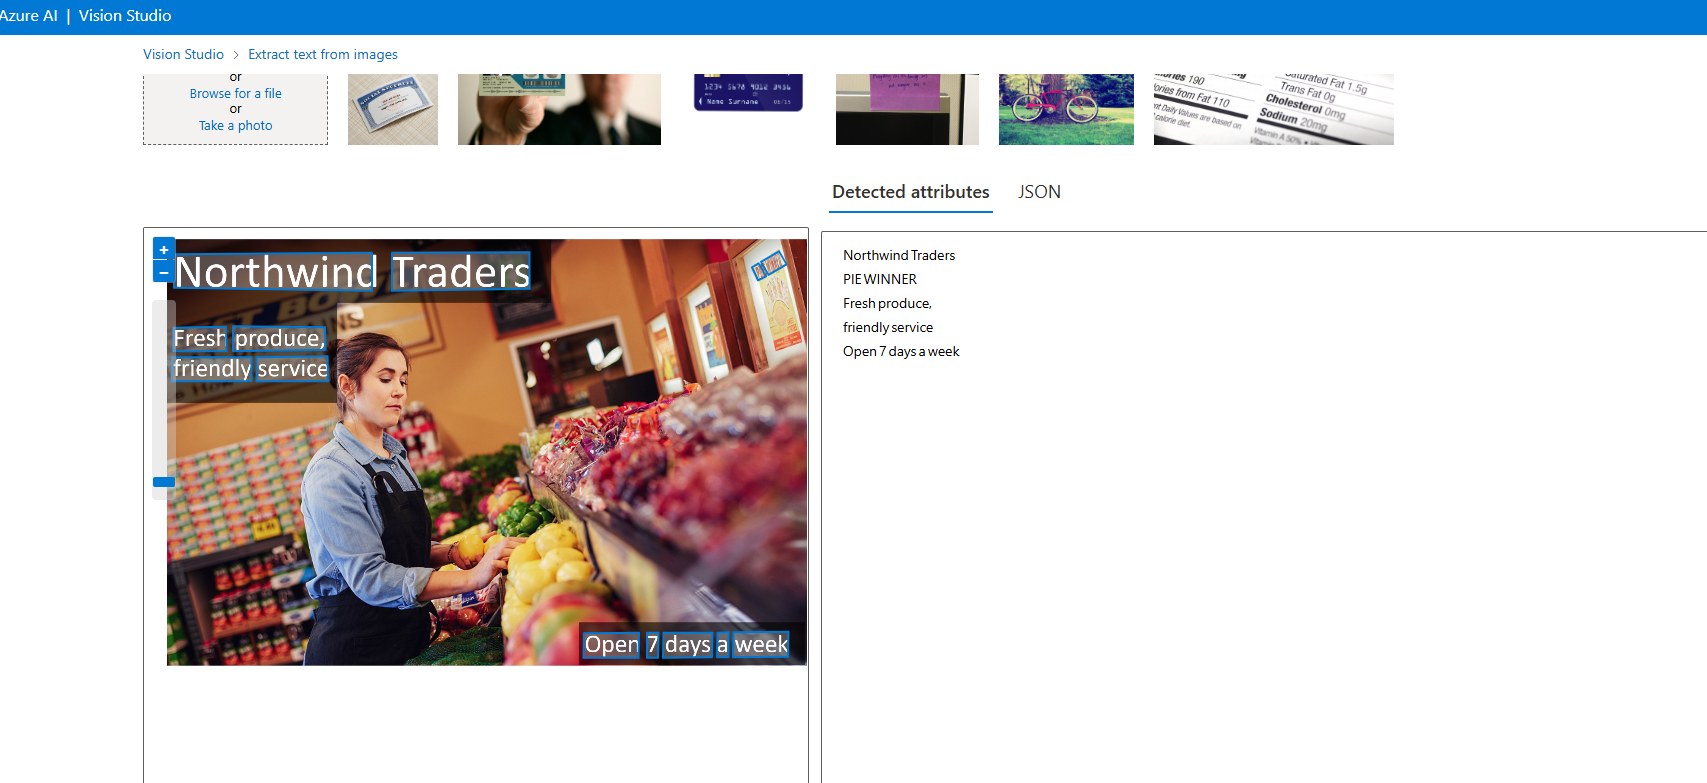 Azure AI | Vision Studio
Vision Studio > Extract text from images
or
Browse for a file
or
Take a photo
1234 5678 9012 3456
Name Surname
ories 190
Saturated Fat 1.5g
Trans Fat 0g
ories from Fat 110
Cholesterol 0mg
Sodium 20mg
nt Daily Values are based on
calorie diet.
Vitamin A 50%
Detected attributes
JSON
+
−
Northwind Traders
PIE WINNER
Fresh produce,
friendly service
Open 7 days a week
Northwind Traders
PIE WINNER
Fresh produce,
friendly service
Open 7 days a week